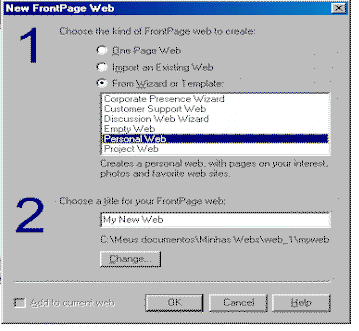 New FrontPage Web
1
Choose the kind of FrontPage web to create:
One Page Web
Import an Existing Web
From Wizard or Template:
Corporate Presence Wizard
Customer Support Web
Discussion Web Wizard
Empty Web
Personal Web
Project Web
Creates a personal web, with pages on your interest,
photos and favorite web sites.
2
Choose a title for your FrontPage web:
My New Web
C:\Meus documentos\Minhas Webs\web_1\myweb
Change...
Add to current web
OK
Cancel
Help